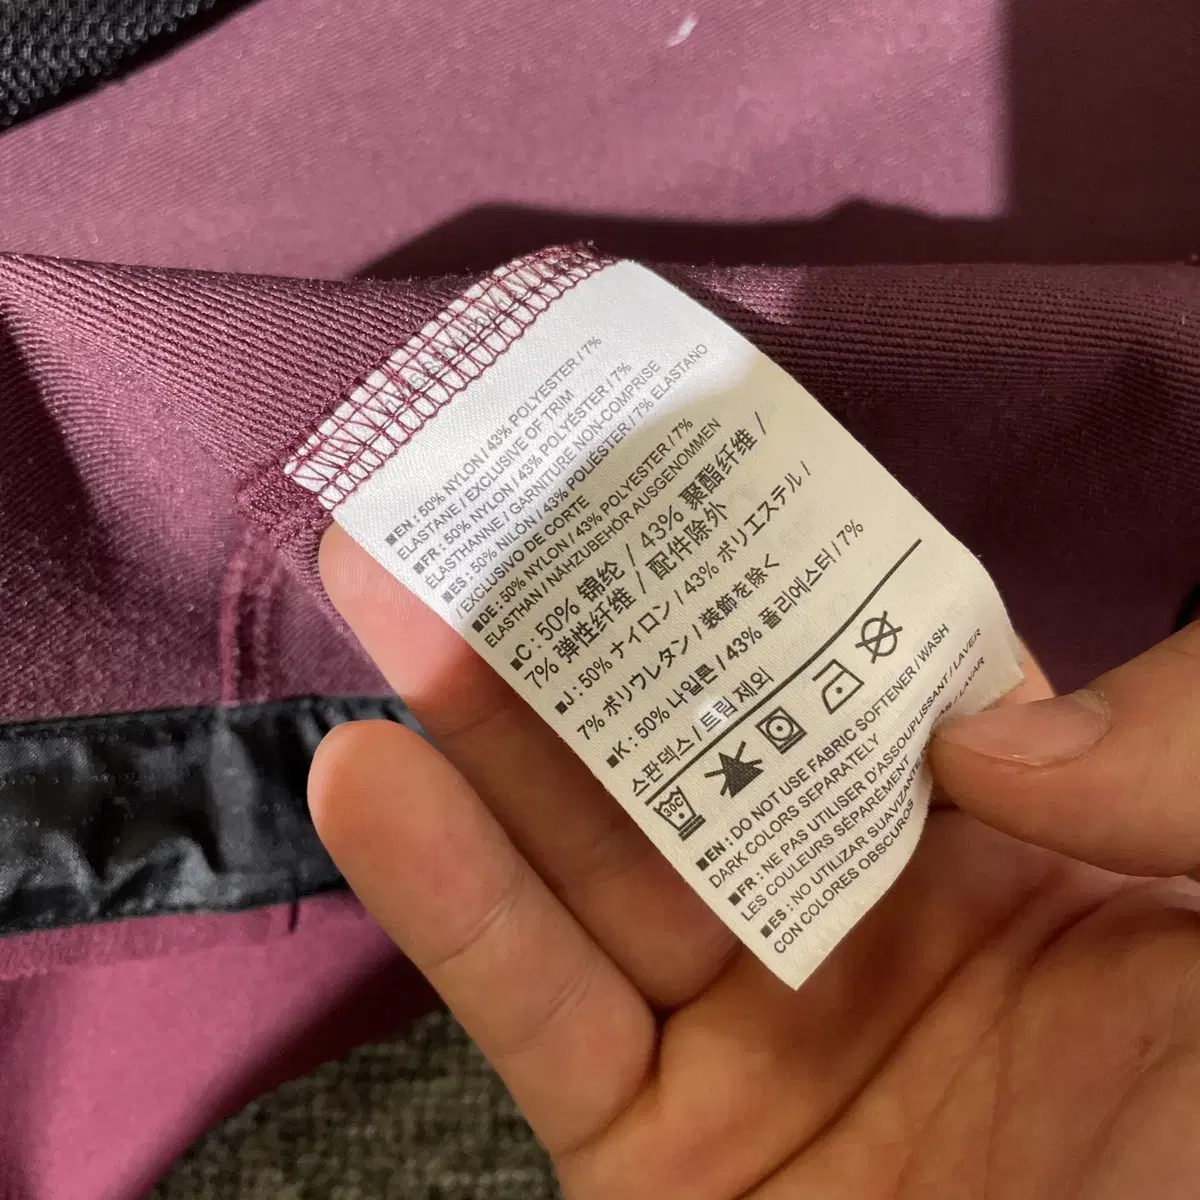 ■EN : 50% NYLON / 43% POLYESTER / 7%
ELASTANE / EXCLUSIVE OF TRIM
■FR : 50% NYLON / 43% POLYÉSTER / 7%
ÉLASTHANNE / GARNITURE NON-COMPRISE
■ES : 50% NILÓN / 43% POLIÉSTER / 7% ELASTANO
/ EXCLUSIVO DE CORTE
■DE : 50% NYLON / 43% POLYESTER / 7%
ELASTHAN / NÄHZUBEHÖR AUSGENOMMEN
■C : 50% 锦纶 / 43% 聚酯纤维 /
7% 弹性纤维 / 配件除外
■J : 50% ナイロン / 43% ポリエステル /
7% ポリウレタン / 装飾を除く
■K : 50% 나일론 / 43% 폴리에스터 / 7%
스판덱스 / 트림 제외
30C
■EN : DO NOT USE FABRIC SOFTENER / WASH
DARK COLORS SEPARATELY
■FR : NE PAS UTILISER D'ASSOUPLISSANT / LAVER
LES COULEURS SÉPARÉMENT
■ES : NO UTILIZAR SUAVIZANTE / LAVAR
CON COLORES OBSCUROS